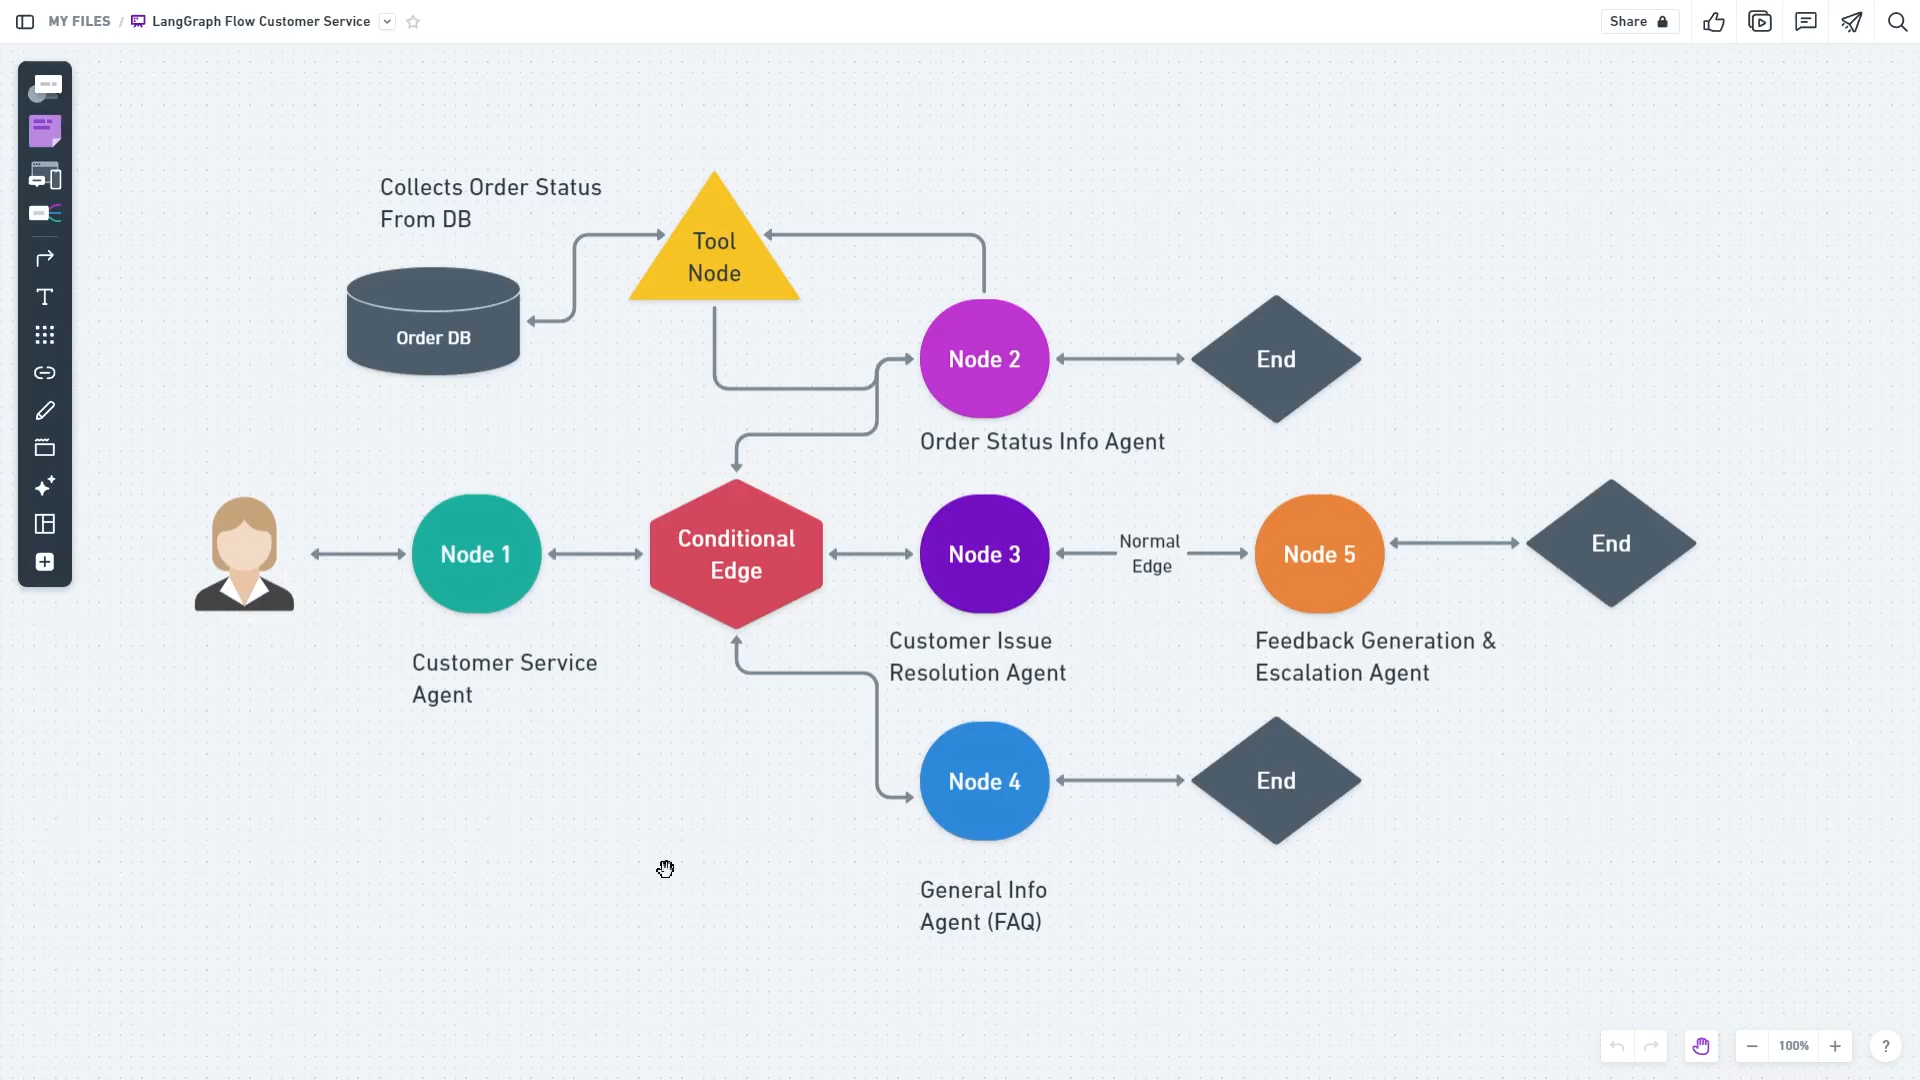 MY FILES / LangGraph Flow Customer Service
Share
Collects Order Status
From DB
Tool
Node
Order DB
Node 2
End
Order Status Info Agent
Node 1
Conditional
Edge
Node 3
Normal
Edge
Node 5
End
Customer Service
Agent
Customer Issue
Resolution Agent
Feedback Generation &
Escalation Agent
Node 4
End
General Info
Agent (FAQ)
100%
?